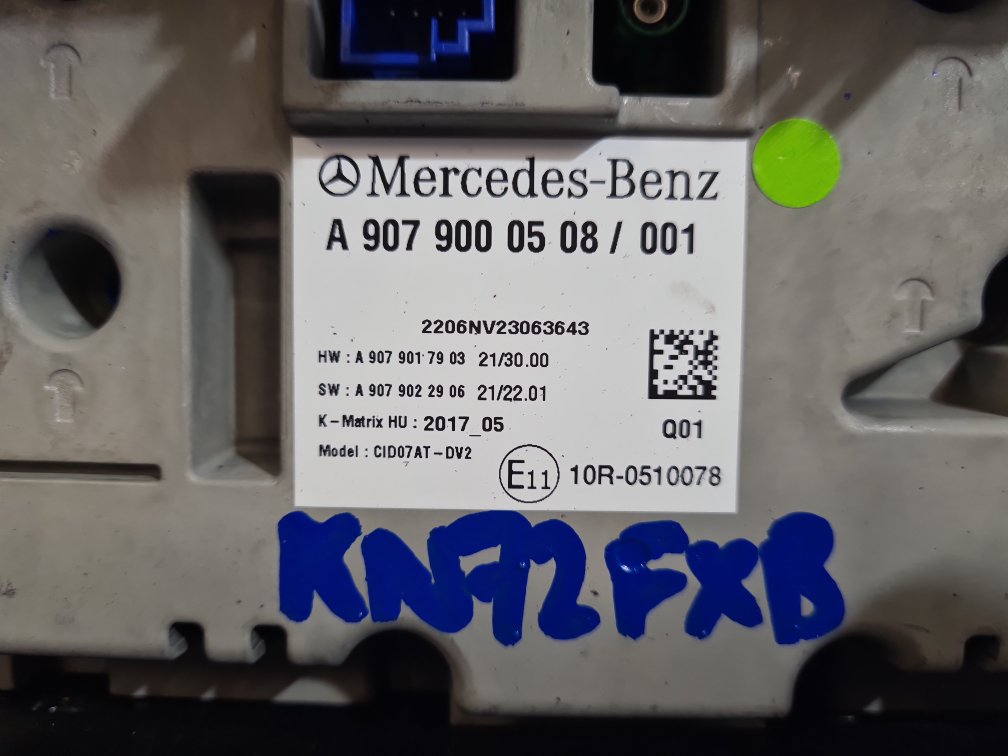 Mercedes-Benz
A 907 900 05 08 / 001
2206NV23063643
HW : A 907 901 79 03 21/30.00
SW : A 907 902 29 06 21/22.01
K-Matrix HU : 2017_05
Model : CID07AT-DV2
Q01
E11 10R-0510078
KN72FXB